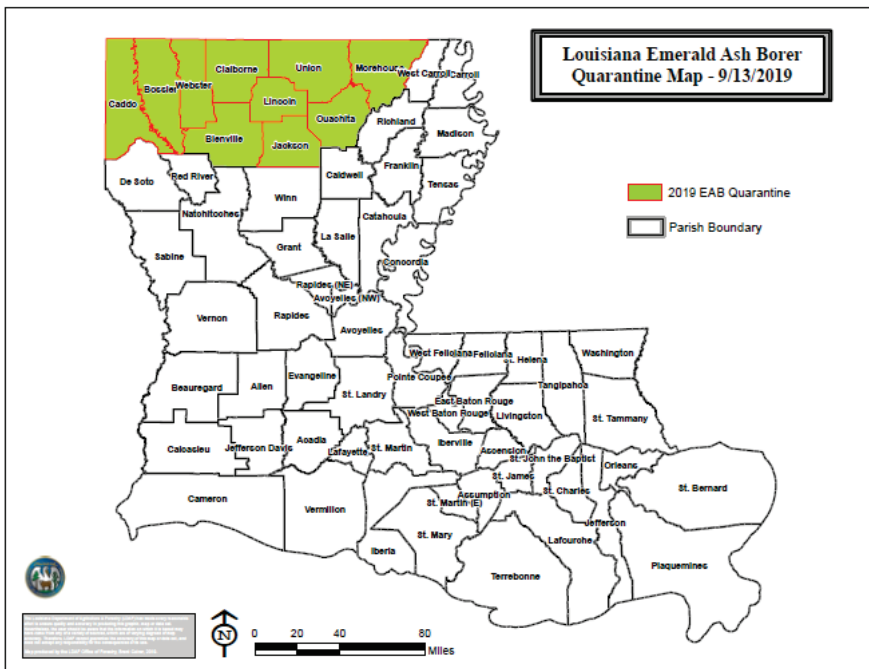 Louisiana Emerald Ash Borer
Quarantine Map - 9/13/2019
Claiborne
Union
Morehouse
West Carroll
Carroll
Bossier
Webster
Caddo
Lincoln
Ouachita
Richland
Madison
Bienville
Jackson
Franklin
Caldwell
De Soto
Red River
Tensas
Winn
Natchitoches
Catahoula
La Salle
Grant
Sabine
Concordia
Rapides (NE)
Avoyelles (NW)
Vernon
Rapides
Avoyelles
West Feliciana
Feliciana
Helena
Washington
Pointe Coupee
Evangeline
Beauregard
Allen
St. Landry
Tangipahoa
East Baton Rouge
West Baton Rouge
Livingston
St. Tammany
Calcasieu
Jefferson Davis
Acadia
Lafayette
St. Martin
Iberville
Ascension
St. John the Baptist
Orleans
St. James
St. Charles
St. Bernard
Cameron
Vermilion
Assumption
St. Martin (E)
St. Mary
Jefferson
Lafourche
Iberia
Terrebonne
Plaquemines
2019 EAB Quarantine
Parish Boundary
N
0 20 40 80
Miles